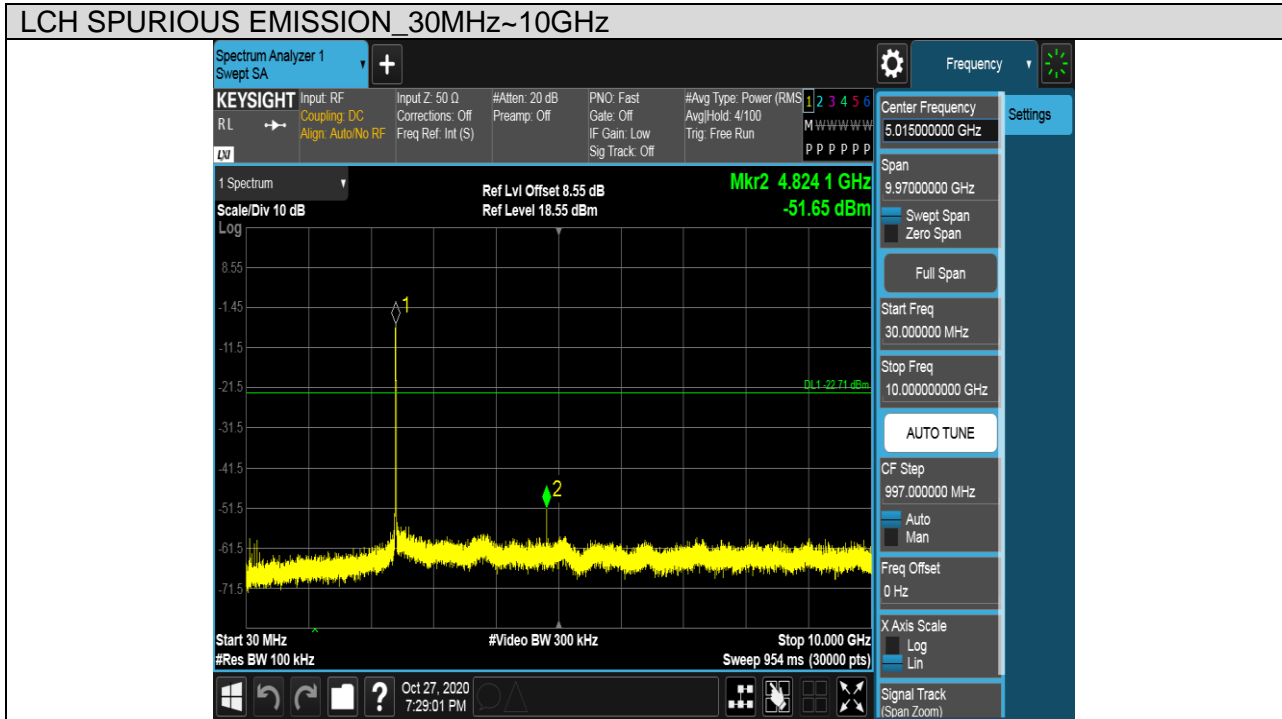 LCH SPURIOUS EMISSION_30MHz~10GHz
Spectrum Analyzer 1
Swept SA
Frequency
KEYSIGHT
RL
LXI
Input: RF
Coupling: DC
Align: Auto/No RF
Input Z: 50 Ω
Corrections: Off
Freq Ref: Int (S)
#Atten: 20 dB
Preamp: Off
PNO: Fast
Gate: Off
IF Gain: Low
Sig Track: Off
#Avg Type: Power (RMS
Avg|Hold: 4/100
Trig: Free Run
1 2 3 4 5 6
M W W W W W
P P P P P P
1 Spectrum
Scale/Div 10 dB
Log
Ref Lvl Offset 8.55 dB
Ref Level 18.55 dBm
Mkr2 4.824 1 GHz
-51.65 dBm
8.55
-1.45
-11.5
-21.5
-31.5
-41.5
-51.5
-61.5
-71.5
1
DL1 -22.71 dBm
2
Start 30 MHz
#Res BW 100 kHz
#Video BW 300 kHz
Stop 10.000 GHz
Sweep 954 ms (30000 pts)
Center Frequency
5.015000000 GHz
Settings
Span
9.97000000 GHz
Swept Span
Zero Span
Full Span
Start Freq
30.000000 MHz
Stop Freq
10.000000000 GHz
AUTO TUNE
CF Step
997.000000 MHz
Auto
Man
Freq Offset
0 Hz
X Axis Scale
Log
Lin
Signal Track
(Span Zoom)
?
Oct 27, 2020
7:29:01 PM